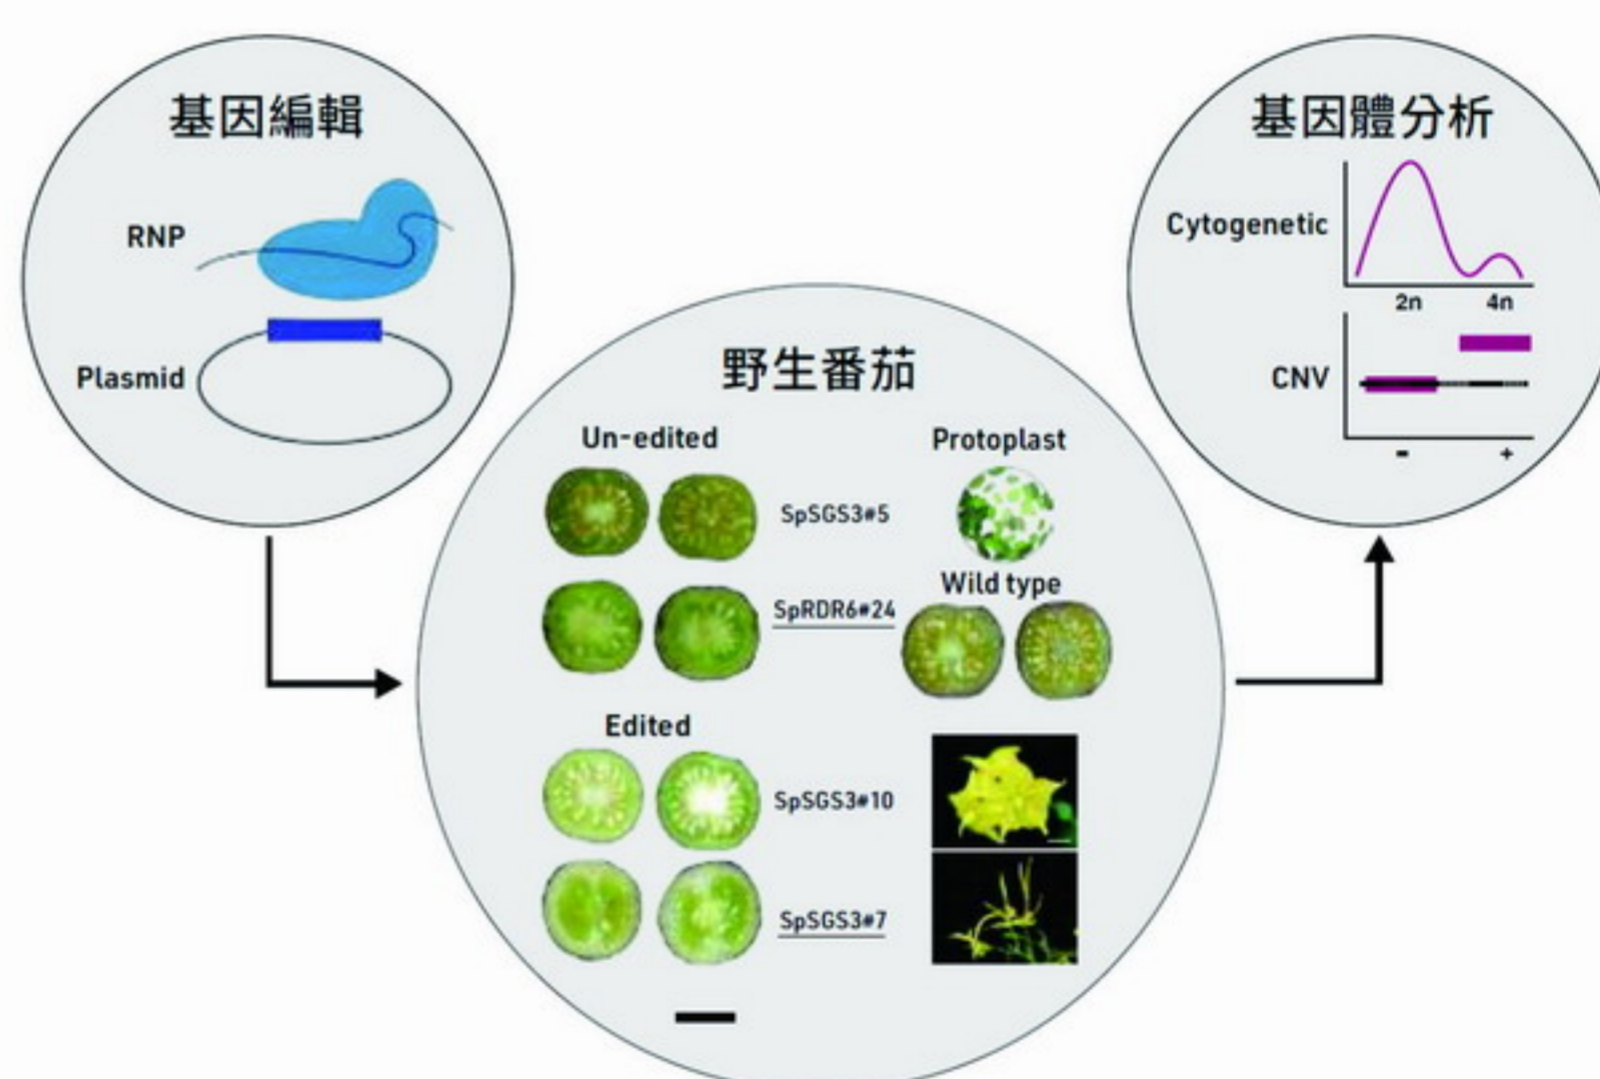 基因編輯
RNP
Plasmid
野生番茄
Un-edited
SpSGS3#5
SpRDR6#24
Edited
SpSGS3#10
SpSGS3#7
Protoplast
Wild type
基因體分析
Cytogenetic
2n 4n
CNV
- +